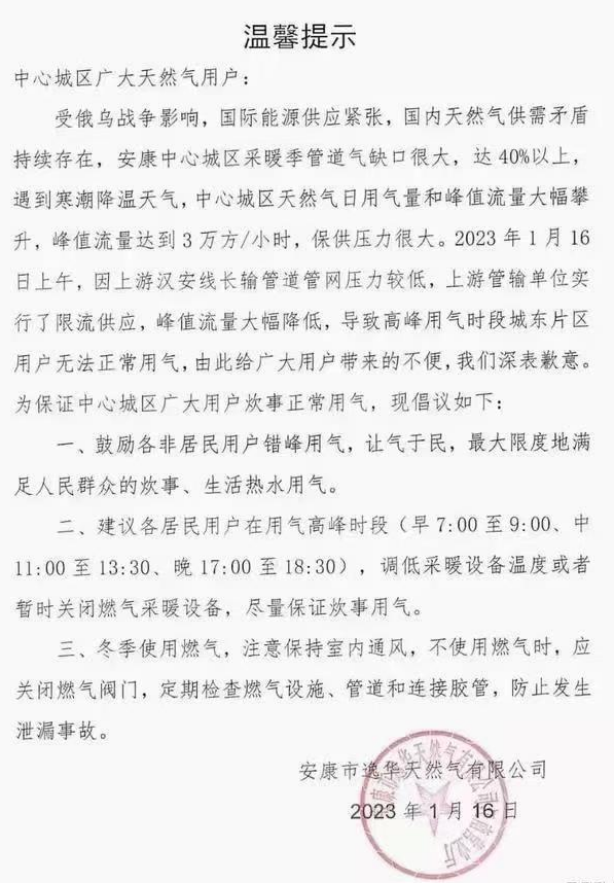 温馨提示
中心城区广大天然气用户：
受俄乌战争影响，国际能源供应紧张，国内天然气供需矛盾
持续存在，安康中心城区采暖季管道气缺口很大，达 40%以上，
遇到寒潮降温天气，中心城区天然气日用气量和峰值流量大幅攀
升，峰值流量达到 3 万方/小时，保供压力很大。2023 年 1 月 16
日上午，因上游汉安线长输管道管网压力较低，上游管输单位实
行了限流供应，峰值流量大幅降低，导致高峰用气时段城东片区
用户无法正常用气，由此给广大用户带来的不便，我们深表歉意。
为保证中心城区广大用户炊事正常用气，现倡议如下：
一、鼓励各非居民用户错峰用气，让气于民，最大限度地满
足人民群众的炊事、生活热水用气。
二、建议各居民用户在用气高峰时段（早 7:00 至 9:00、中
11:00 至 13:30、晚 17:00 至 18:30），调低采暖设备温度或者
暂时关闭燃气采暖设备，尽量保证炊事用气。
三、冬季使用燃气，注意保持室内通风，不使用燃气时，应
关闭燃气阀门，定期检查燃气设施、管道和连接胶管，防止发生
泄漏事故。
安康市逸华天然气有限公司
2023 年 1 月 16 日